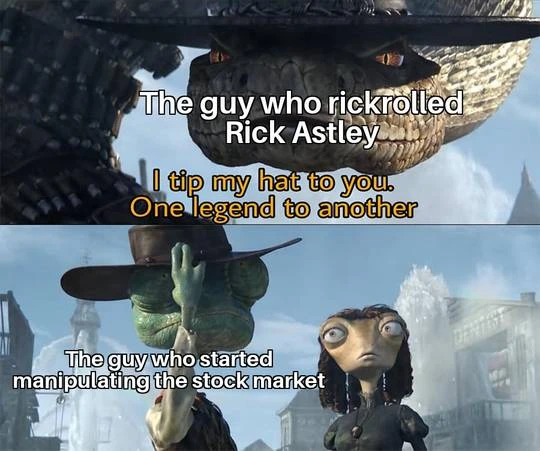 The guy who rickrolled
Rick Astley
I tip my hat to you.
One legend to another
The guy who started
manipulating the stock market